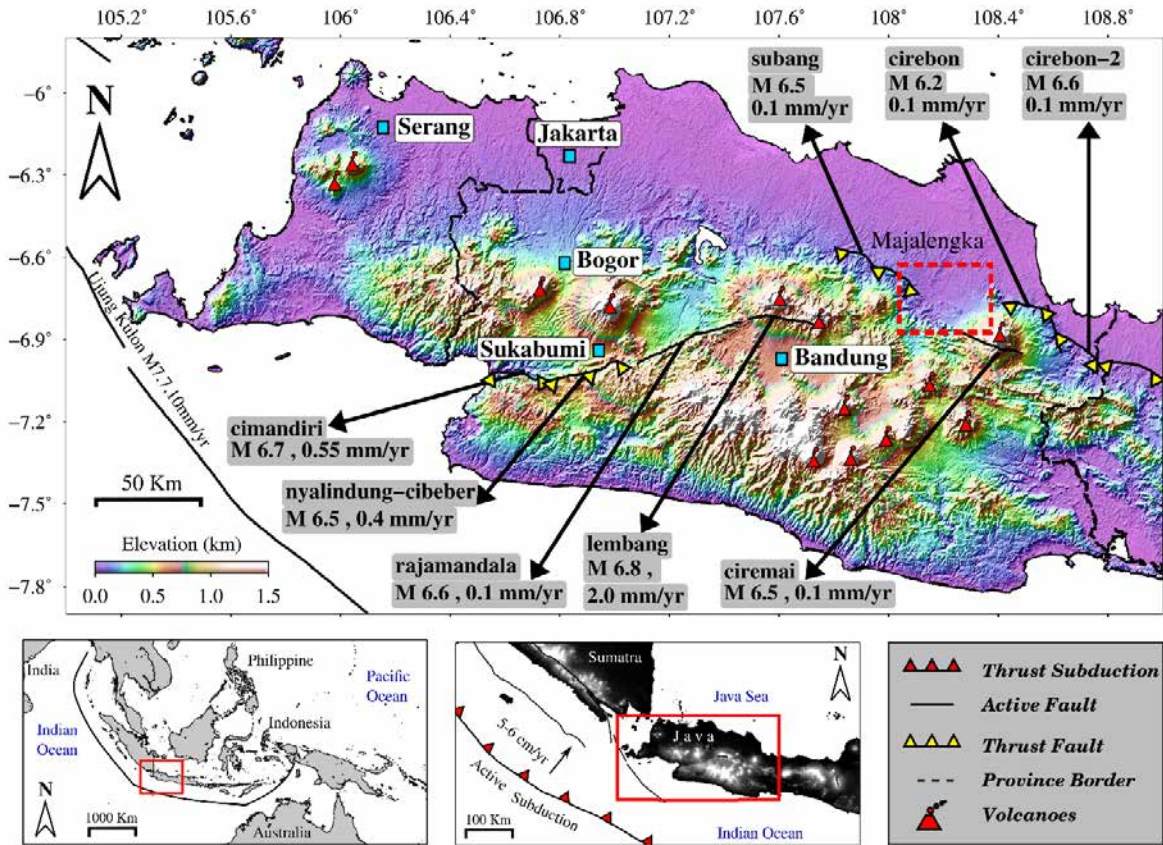 105.2° 105.6° 106° 106.4° 106.8° 107.2° 107.6° 108° 108.4° 108.8°
subang
M 6.5
0.1 mm/yr
cirebon
M 6.2
0.1 mm/yr
cirebon−2
M 6.6
0.1 mm/yr
−6°
−6.3°
−6.6°
−6.9°
−7.2°
−7.5°
−7.8°
N
Serang
Jakarta
Majalengka
Bogor
Sukabumi
Bandung
Ujung Kulon M7.7,10mm/yr
cimandiri
M 6.7 , 0.55 mm/yr
50 Km
nyalindung−cibeber
M 6.5 , 0.4 mm/yr
Elevation (km)
0.0 0.5 1.0 1.5
rajamandala
M 6.6 , 0.1 mm/yr
lembang
M 6.8 ,
2.0 mm/yr
ciremai
M 6.5 , 0.1 mm/yr
India
Philippine
Pacific
Ocean
Indian
Ocean
Indonesia
N
1000 Km
Australia
Sumatra
N
Java Sea
Java
5-6 cm/yr
Active Subduction
100 Km
Indian Ocean
Thrust Subduction
Active Fault
Thrust Fault
Province Border
Volcanoes